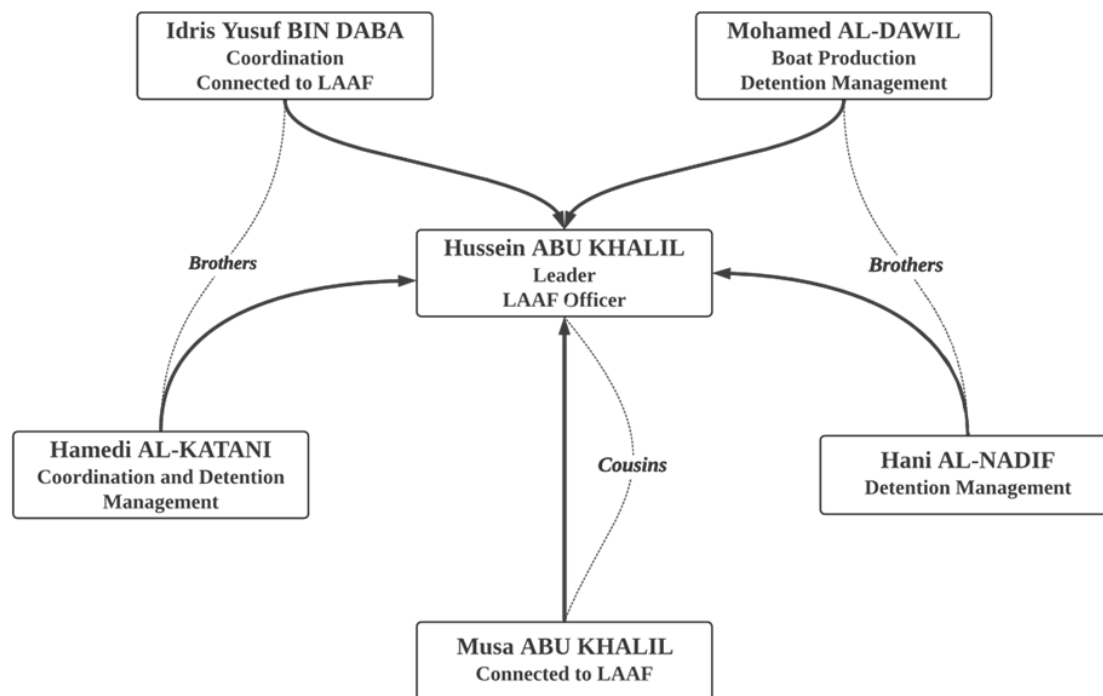 Idris Yusuf BIN DABA
Coordination
Connected to LAAF
Mohamed AL-DAWIL
Boat Production
Detention Management
Hussein ABU KHALIL
Leader
LAAF Officer
Brothers
Brothers
Hamedi AL-KATANI
Coordination and Detention
Management
Cousins
Hani AL-NADIF
Detention Management
Musa ABU KHALIL
Connected to LAAF